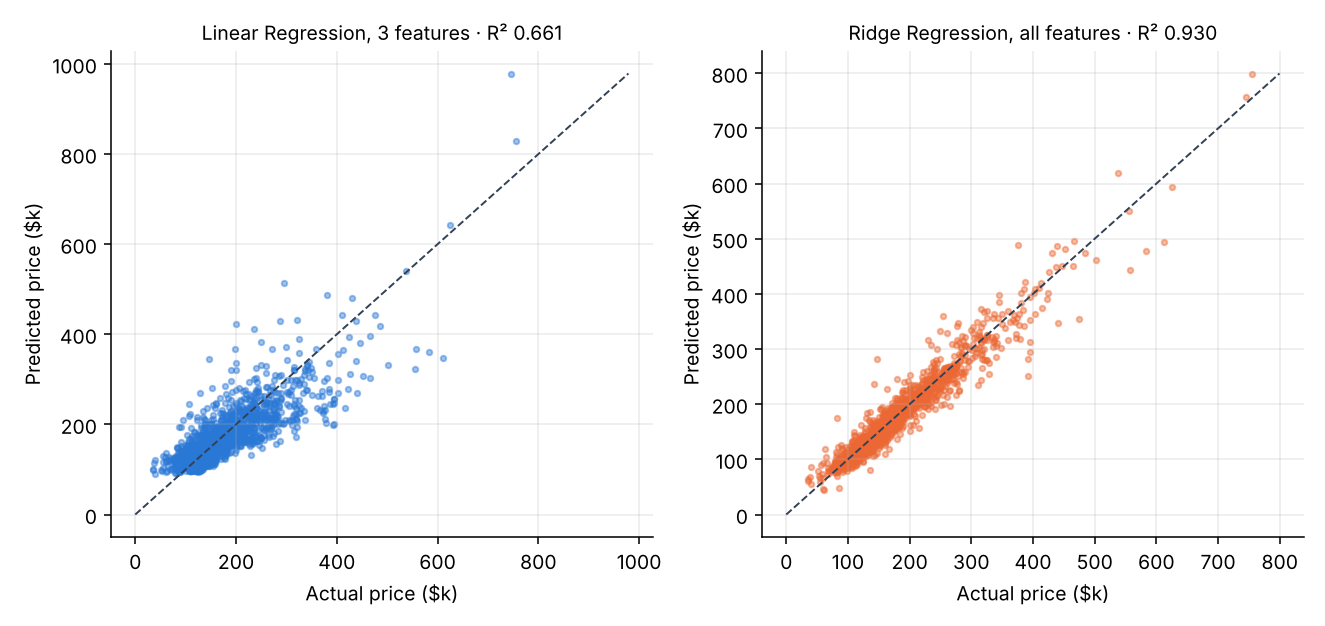 Linear Regression, 3 features · R² 0.661
1000
800
600
400
200
0
Predicted price ($k)
0 200 400 600 800 1000
Actual price ($k)
Ridge Regression, all features · R² 0.930
800
700
600
500
400
300
200
100
0
Predicted price ($k)
0 100 200 300 400 500 600 700 800
Actual price ($k)